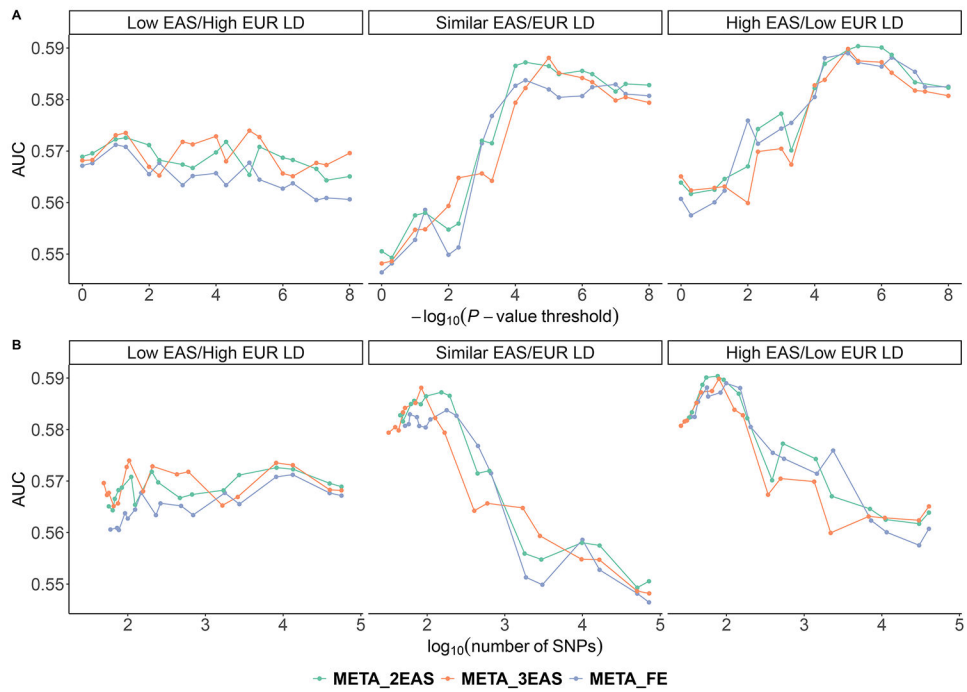 A
Low EAS/High EUR LD
Similar EAS/EUR LD
High EAS/Low EUR LD
AUC
0.59
0.58
0.57
0.56
0.55
0 2 4 6 8
0 2 4 6 8
0 2 4 6 8
−log10(P − value threshold)
B
Low EAS/High EUR LD
Similar EAS/EUR LD
High EAS/Low EUR LD
AUC
0.59
0.58
0.57
0.56
0.55
2 3 4 5
2 3 4 5
2 3 4 5
log10(number of SNPs)
META_2EAS META_3EAS META_FE